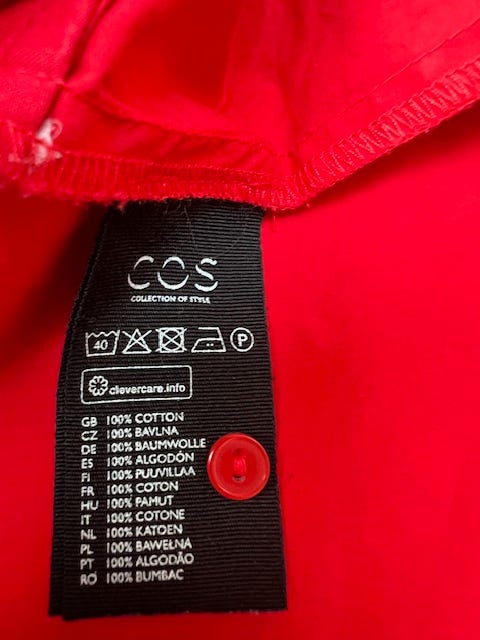 COS
COLLECTION OF STYLE
40 P
clevercare.info
GB 100% COTTON
CZ 100% BAVLNA
DE 100% BAUMWOLLE
ES 100% ALGODÓN
FI 100% PUUVILLAA
FR 100% COTON
HU 100% PAMUT
IT 100% COTONE
NL 100% KATOEN
PL 100% BAWEŁNA
PT 100% ALGODÃO
RO 100% BUMBAC